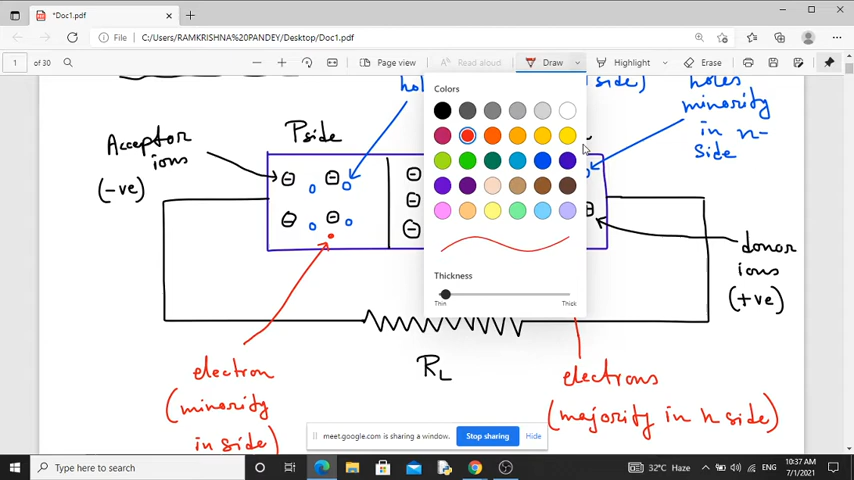 *Doc1.pdf
File
C:/Users/RAMKRISHNA%20PANDEY/Desktop/Doc1.pdf
1 of 30
Page view
Read aloud
Draw
Highlight
Erase
Colors
Thickness
Thin Thick
side)
holes
minority
in n-
side
Acceptor
ions
(-ve)
Pside
donor
ions
(+ve)
RL
electron
(minority
in side)
electrons
(majority in n side)
meet.google.com is sharing a window.
Stop sharing
Hide
Type here to search
32°C Haze
ENG
10:37 AM
7/1/2021